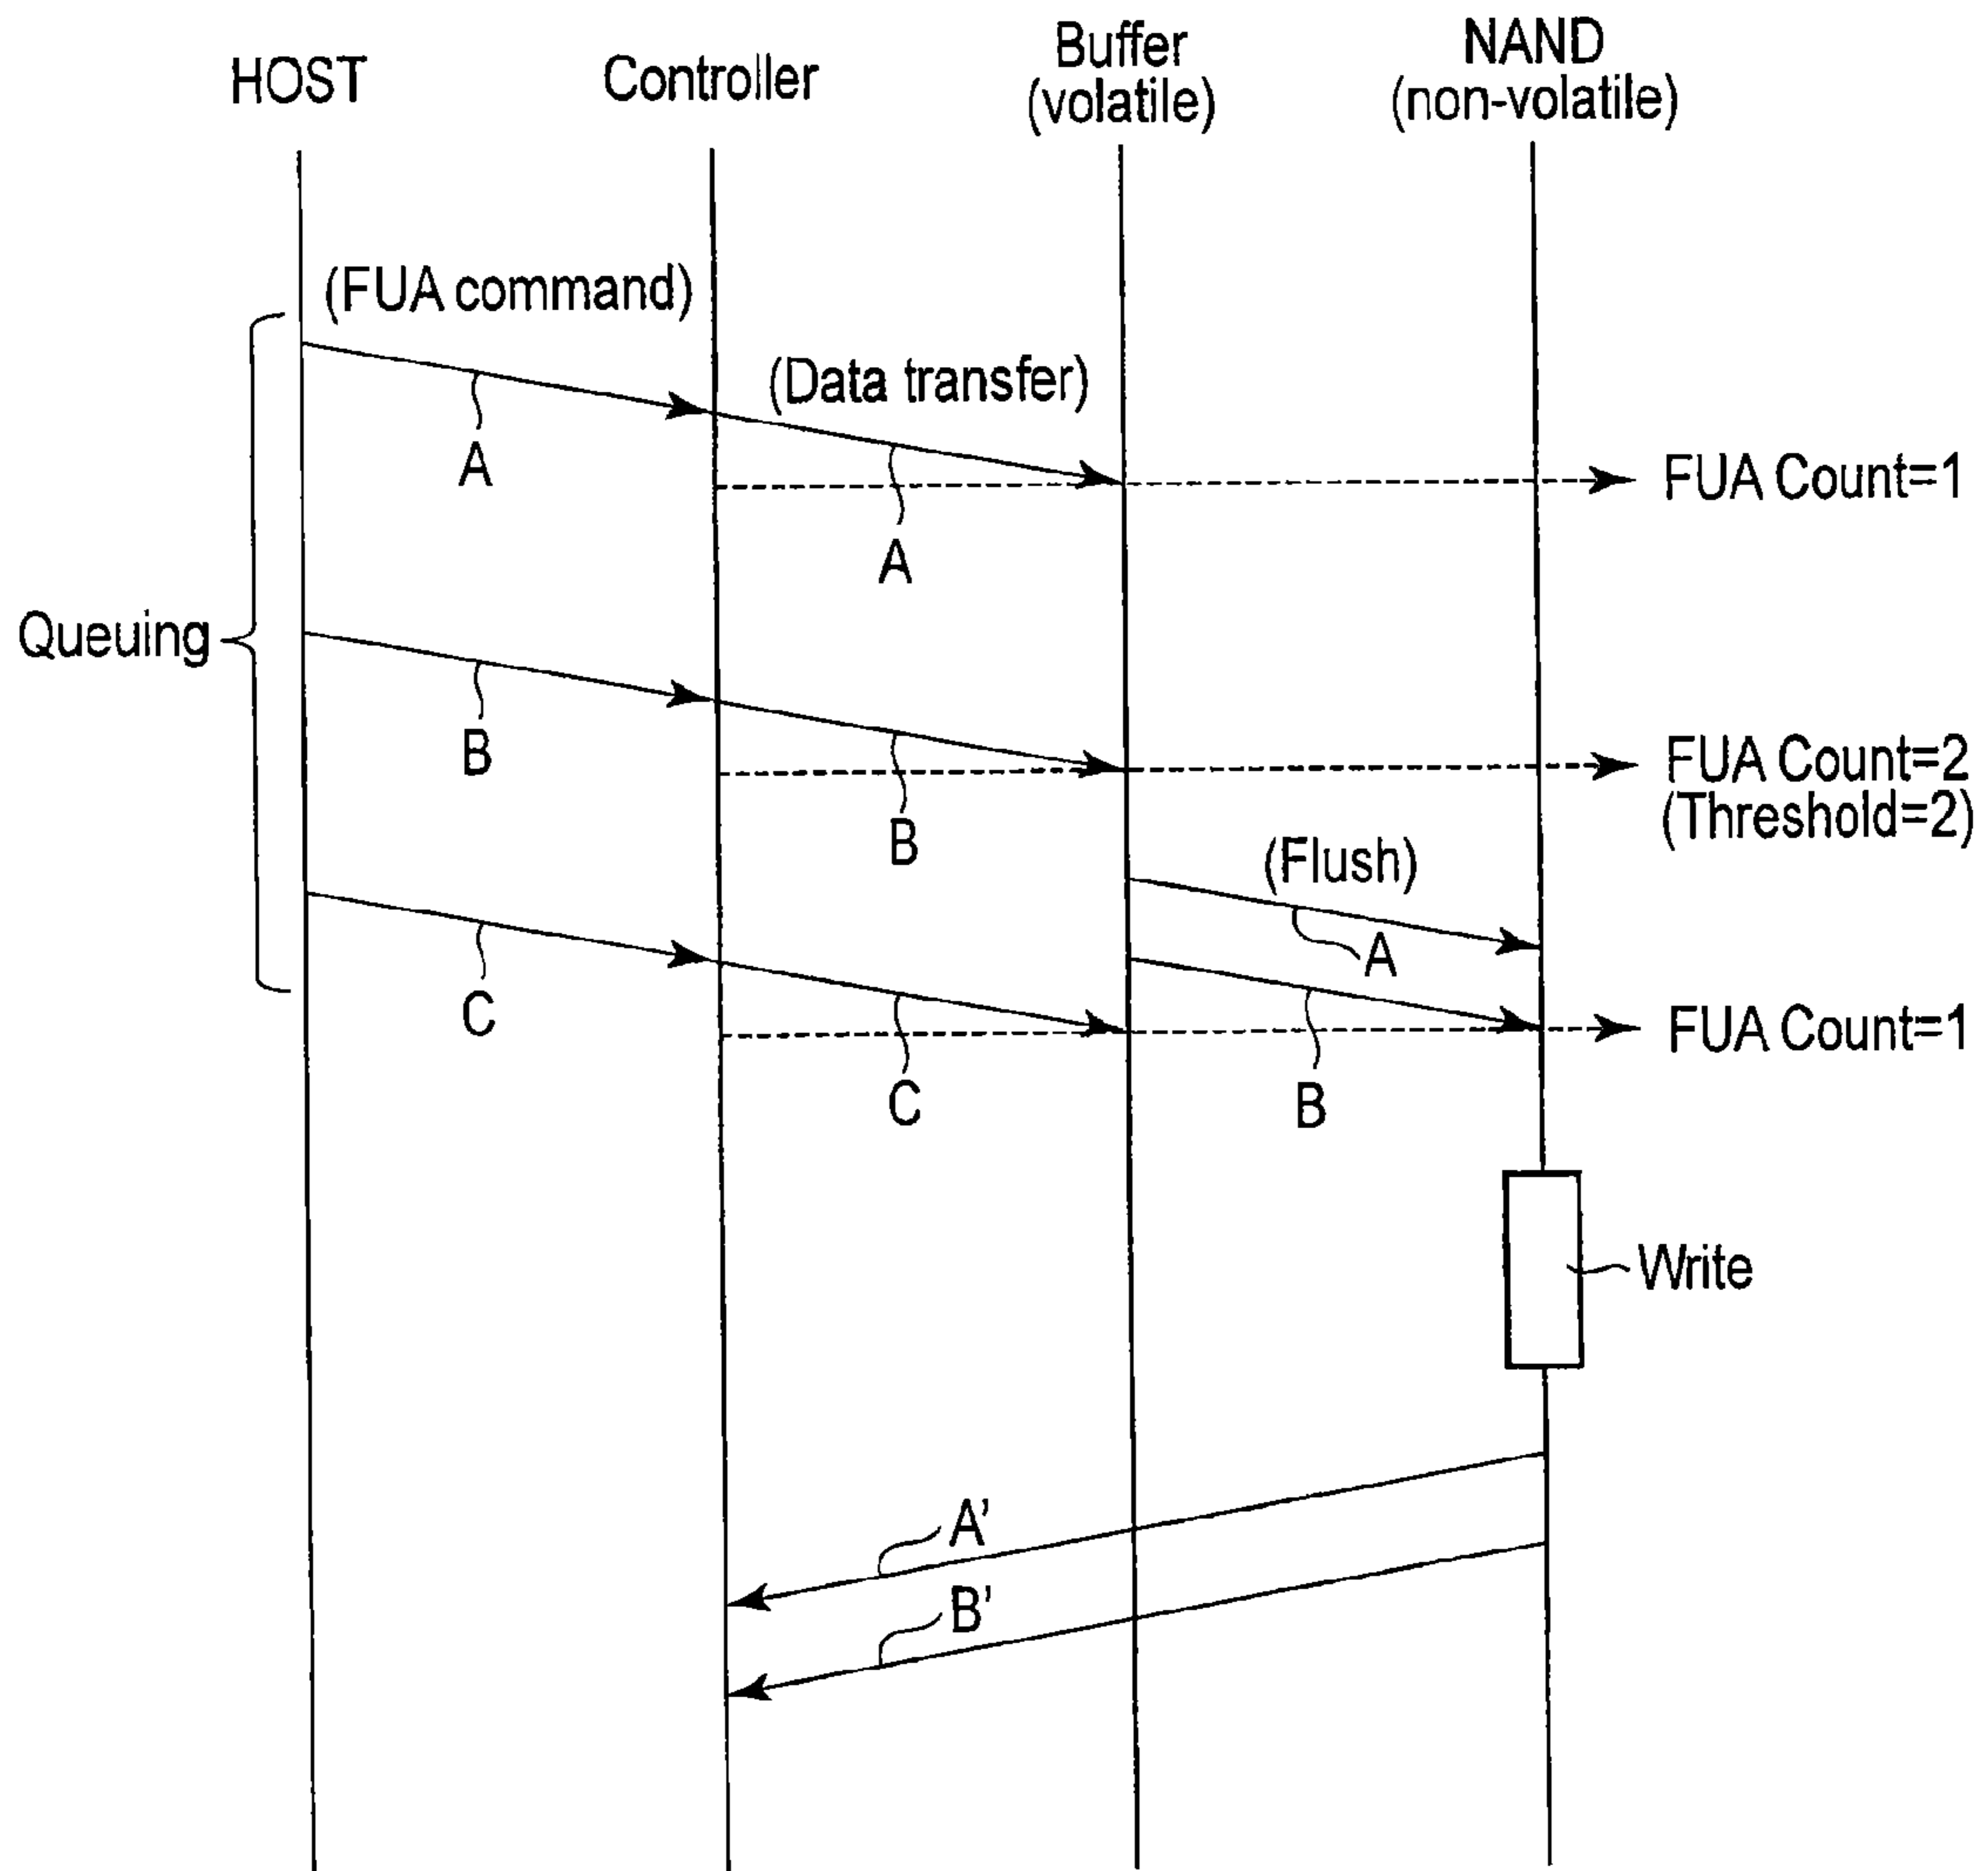 HOST
Controller
Buffer
(volatile)
NAND
(non-volatile)
(FUA command)
(Data transfer)
A
FUA Count=1
A
Queuing
B
FUA Count=2
(Threshold=2)
B
(Flush)
A
C
FUA Count=1
C
B
Write
A'
B'